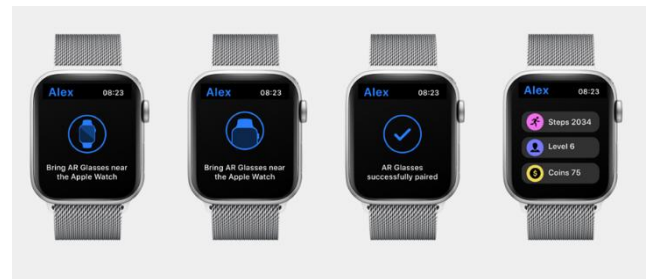 Alex 08:23
Bring AR Glasses near
the Apple Watch
Alex 08:23
Bring AR Glasses near
the Apple Watch
Alex 08:23
AR Glasses
successfully paired
Alex 08:23
Steps 2034
Level 6
$ Coins 75